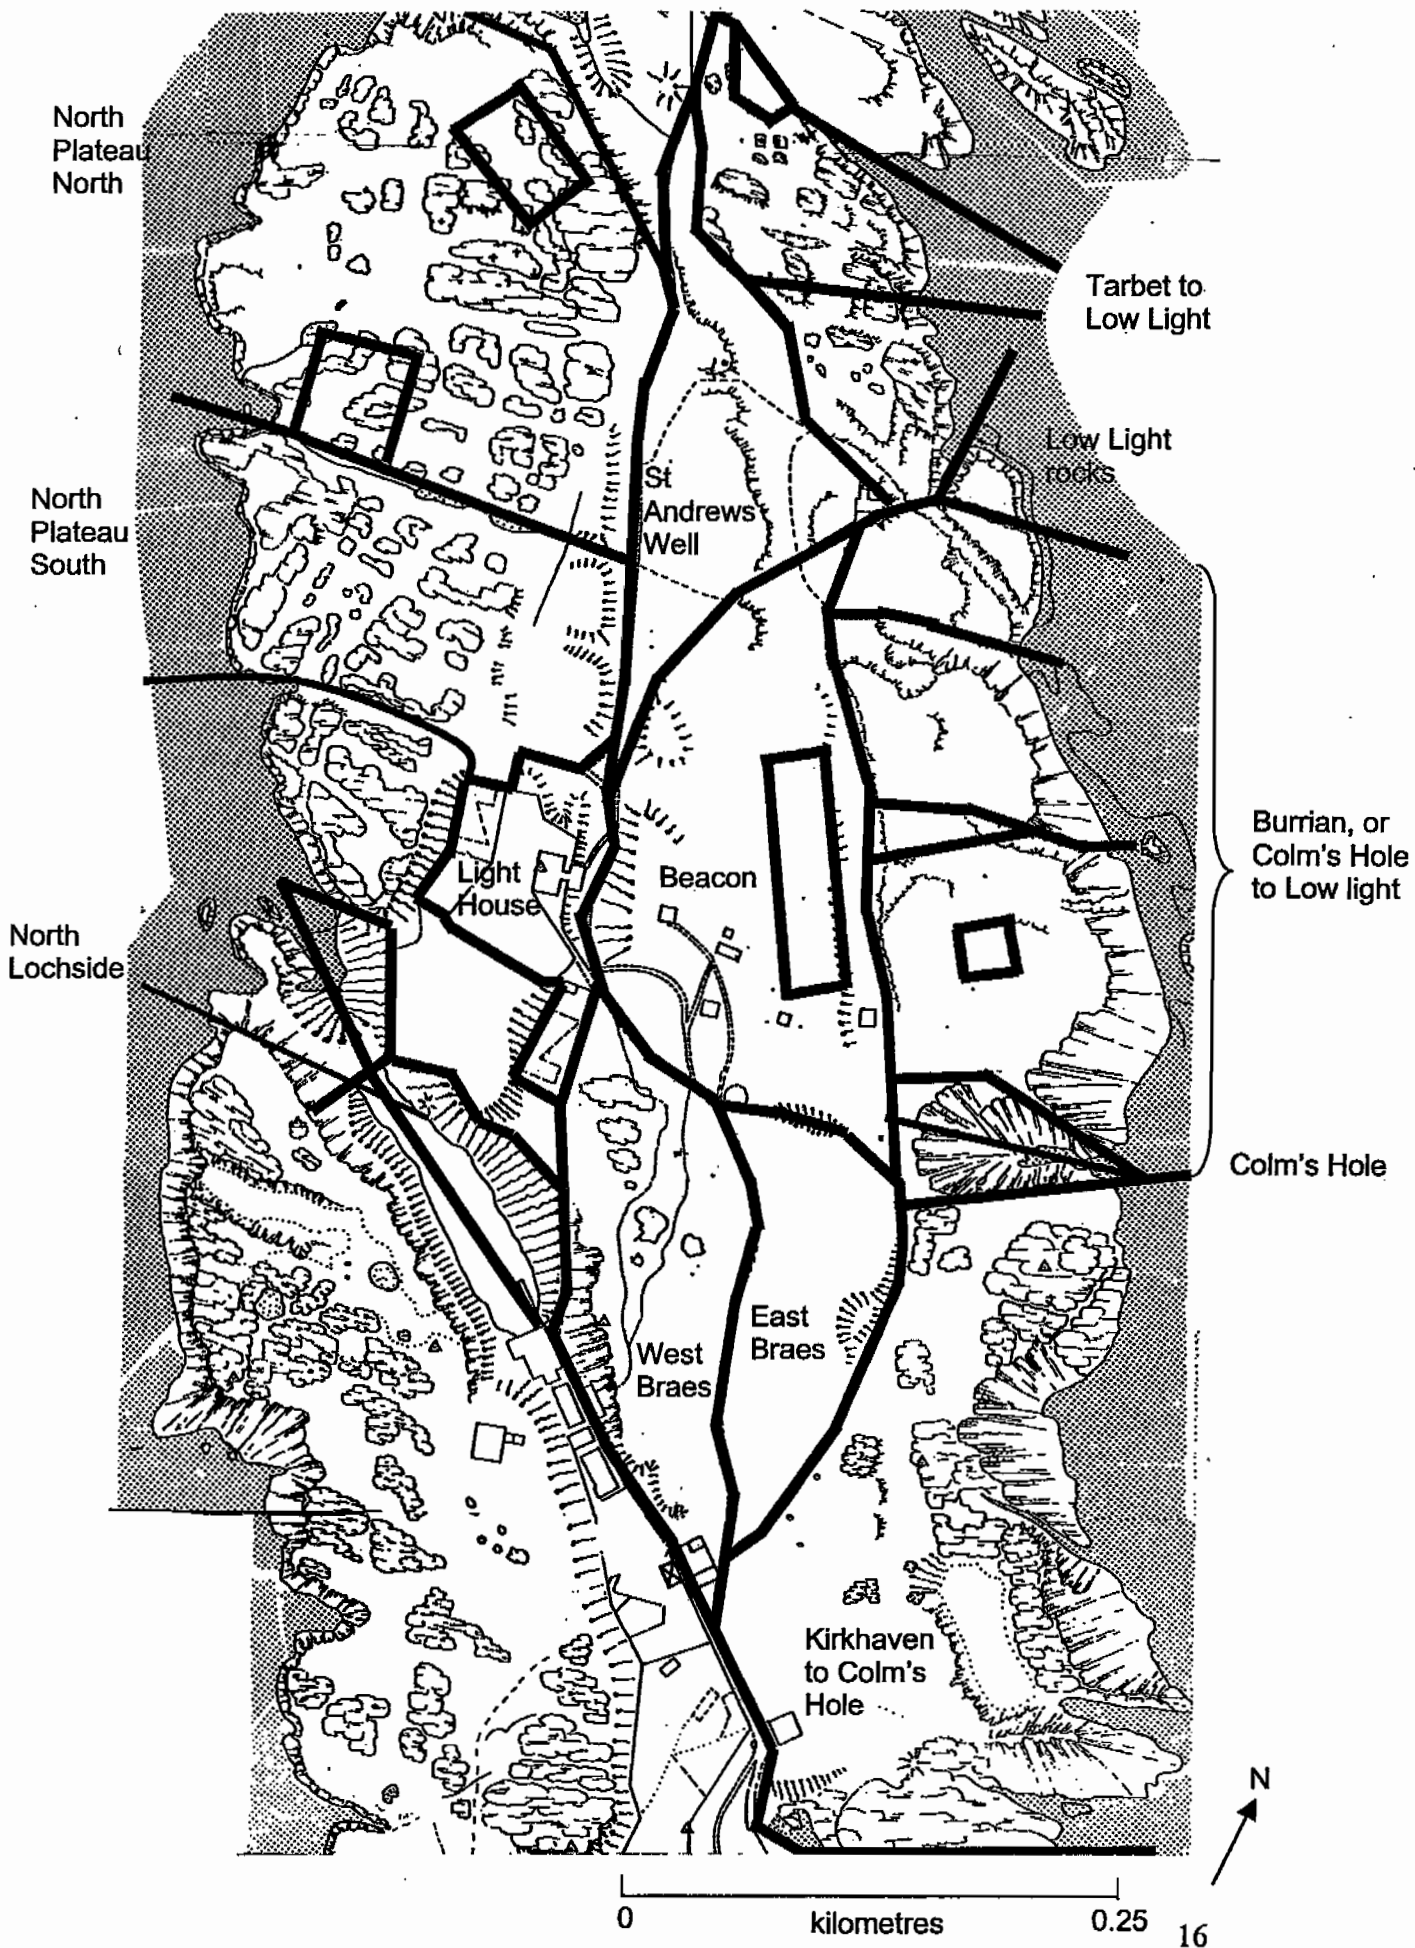 North
Plateau
North
Tarbet to
Low Light
Low Light
rocks
North
Plateau
South
St
Andrews
Well
Light
House
Beacon
Burrian, or
Colm's Hole
to Low light
North
Lochside
Colm's Hole
East
Braes
West
Braes
Kirkhaven
to Colm's
Hole
N
0
kilometres
0.25
16